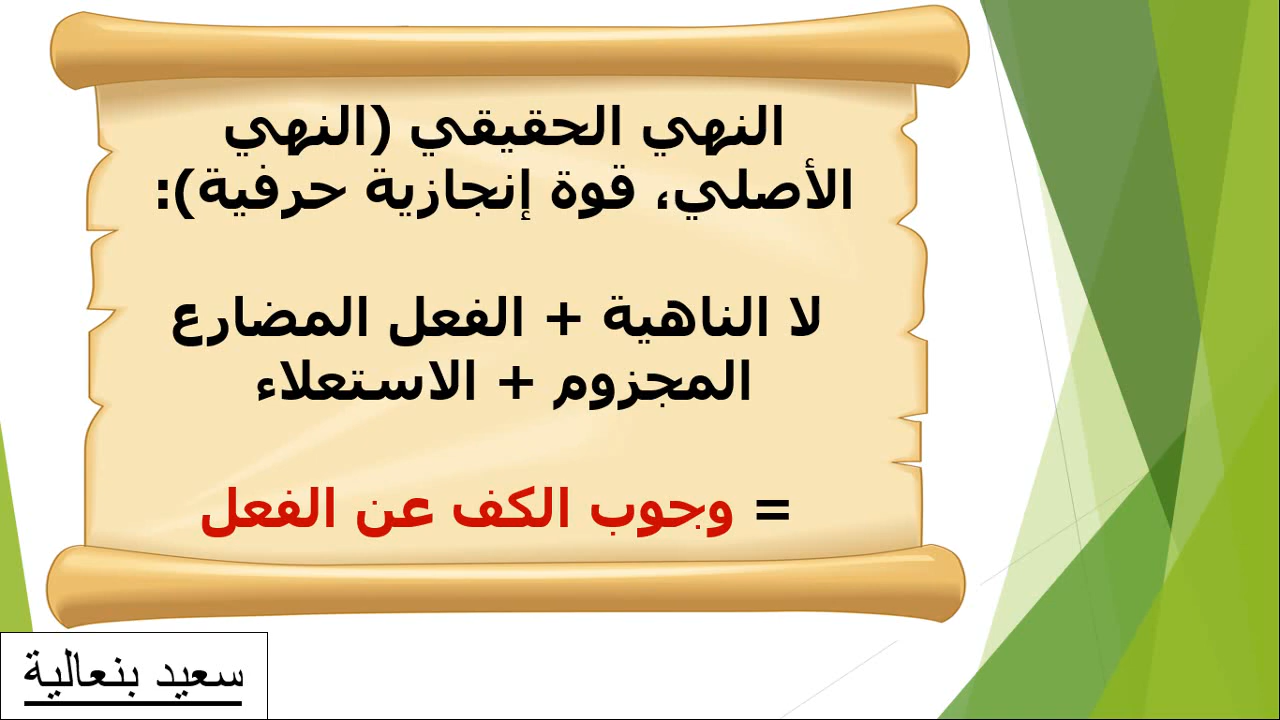 النهي الحقيقي (النهي
الأصلي، قوة إنجازية حرفية):
لا الناهية + الفعل المضارع
المجزوم + الاستعلاء
= وجوب الكف عن الفعل
سعيد بنعالية